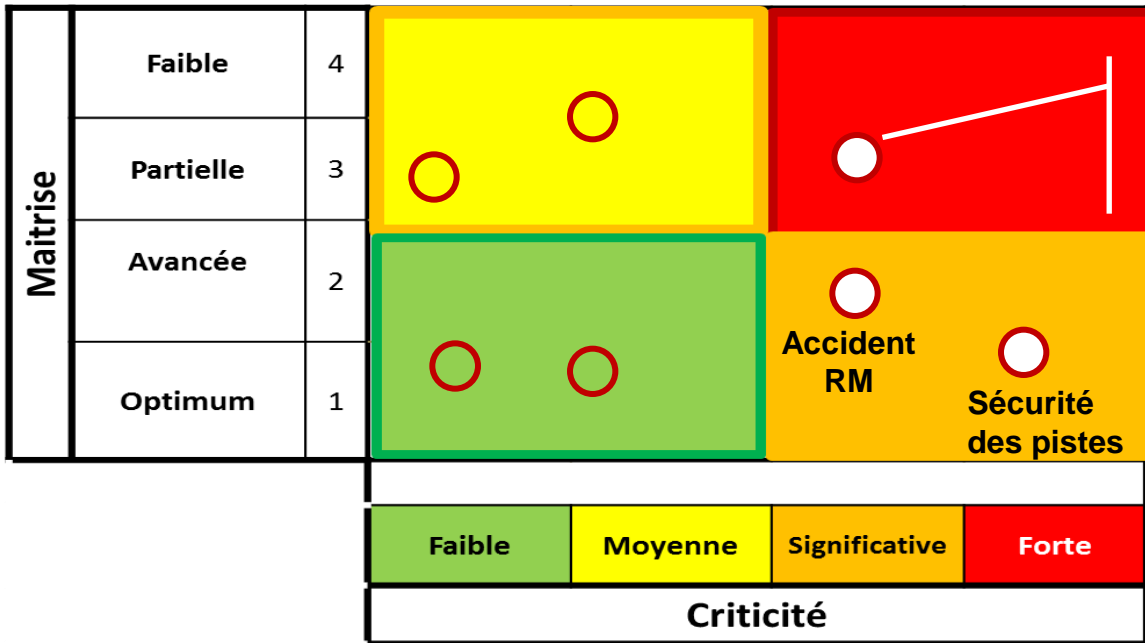 Maitrise
Faible 4
Partielle 3
Avancée 2
Optimum 1
Accident
RM
Sécurité
des pistes
Faible Moyenne Significative Forte
Criticité